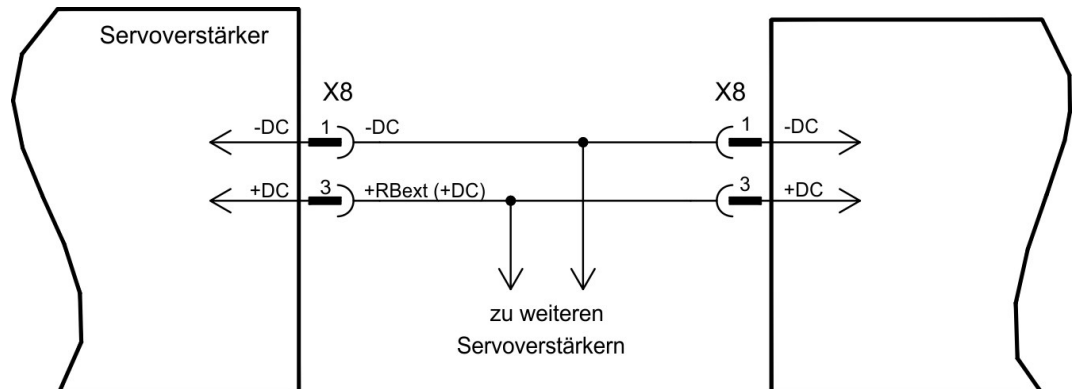 Servoverstärker
X8
X8
-DC
1
-DC
1
-DC
+DC
3
+RBext (+DC)
3
+DC
zu weiteren
Servoverstärkern